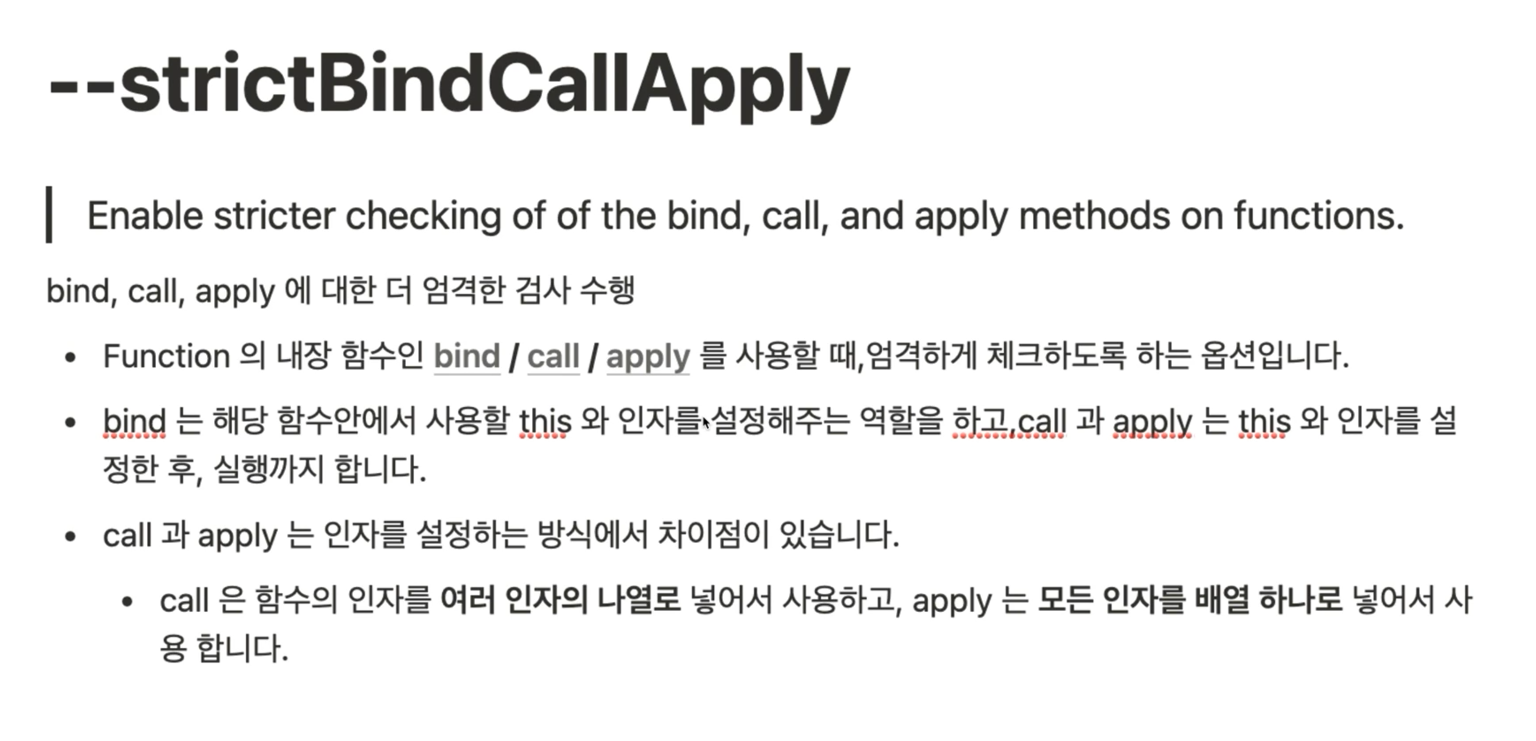 --strictBindCallApply
Enable stricter checking of of the bind, call, and apply methods on functions.
bind, call, apply 에 대한 더 엄격한 검사 수행
• Function 의 내장 함수인 bind / call / apply 를 사용할 때,엄격하게 체크하도록 하는 옵션입니다.
• bind 는 해당 함수안에서 사용할 this 와 인자를 설정해주는 역할을 하고,call 과 apply 는 this 와 인자를 설
정한 후, 실행까지 합니다.
• call 과 apply 는 인자를 설정하는 방식에서 차이점이 있습니다.
• call 은 함수의 인자를 여러 인자의 나열로 넣어서 사용하고, apply 는 모든 인자를 배열 하나로 넣어서 사
용 합니다.